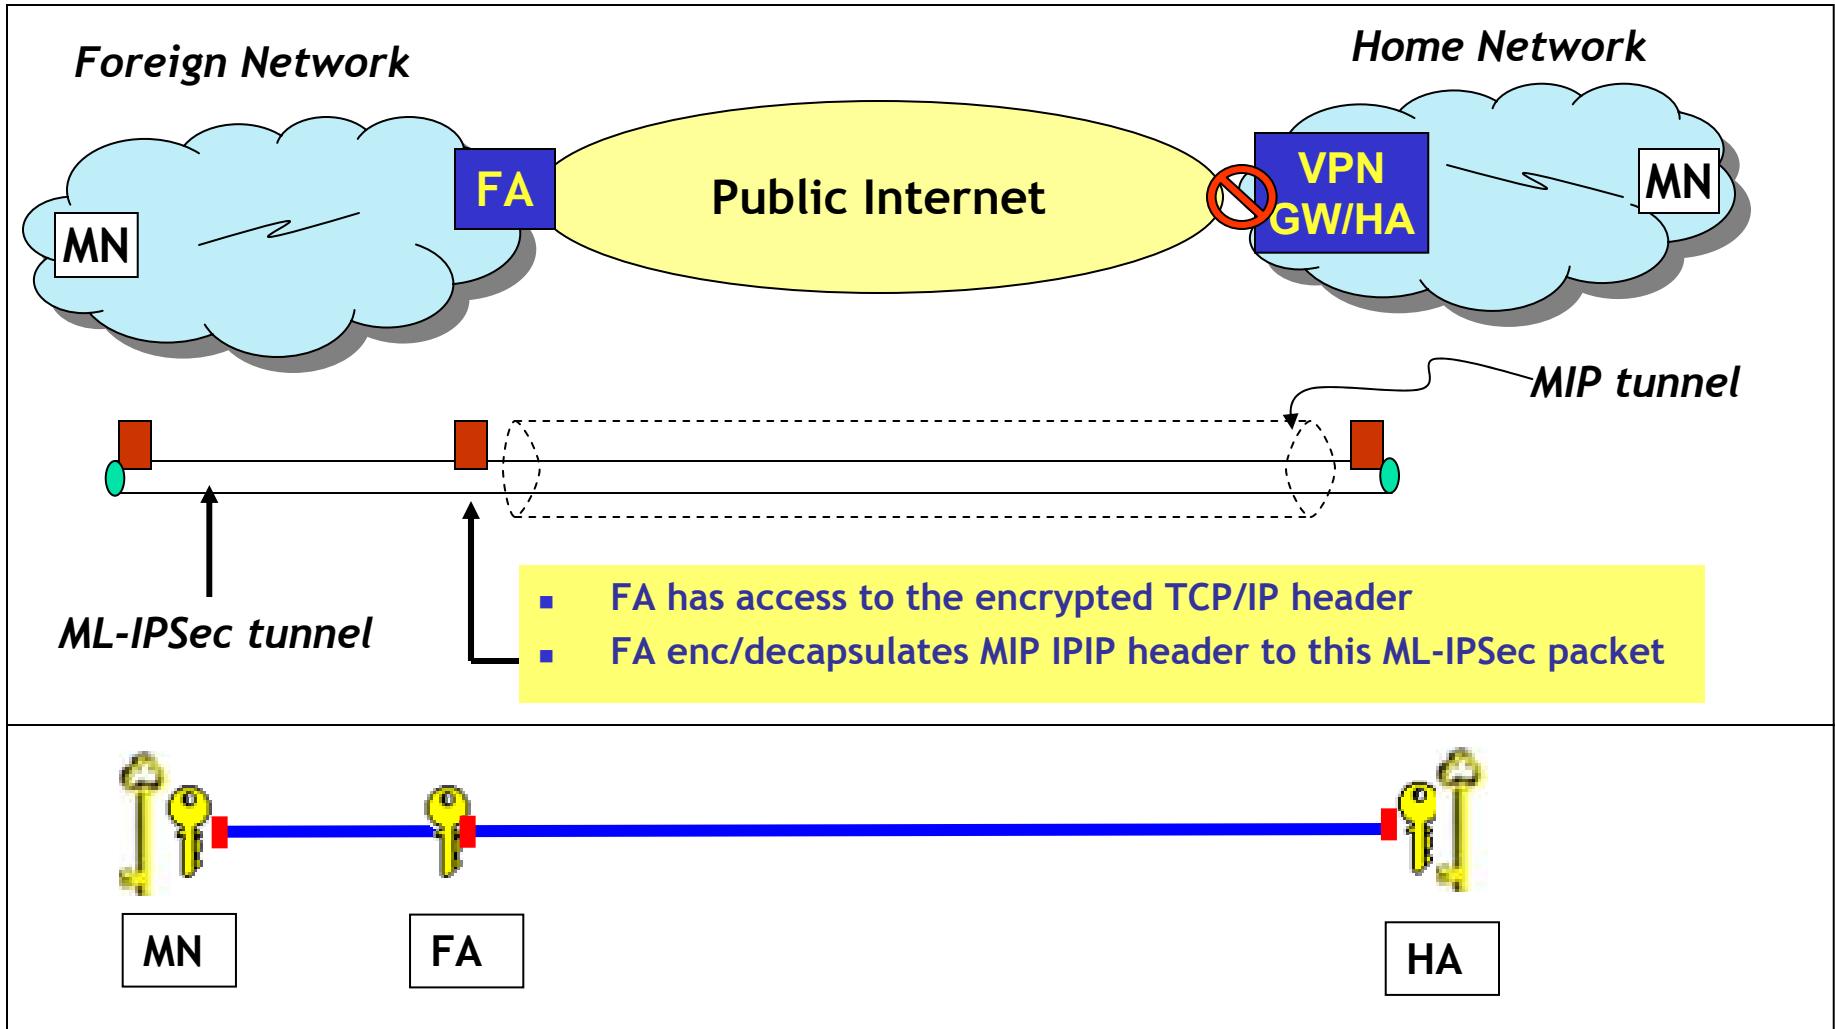 Foreign Network
Home Network
FA
Public Internet
VPN
GW/HA
MN
MN
MIP tunnel
ML-IPSec tunnel
▪ FA has access to the encrypted TCP/IP header
▪ FA enc/decapsulates MIP IPIP header to this ML-IPSec packet
MN
FA
HA